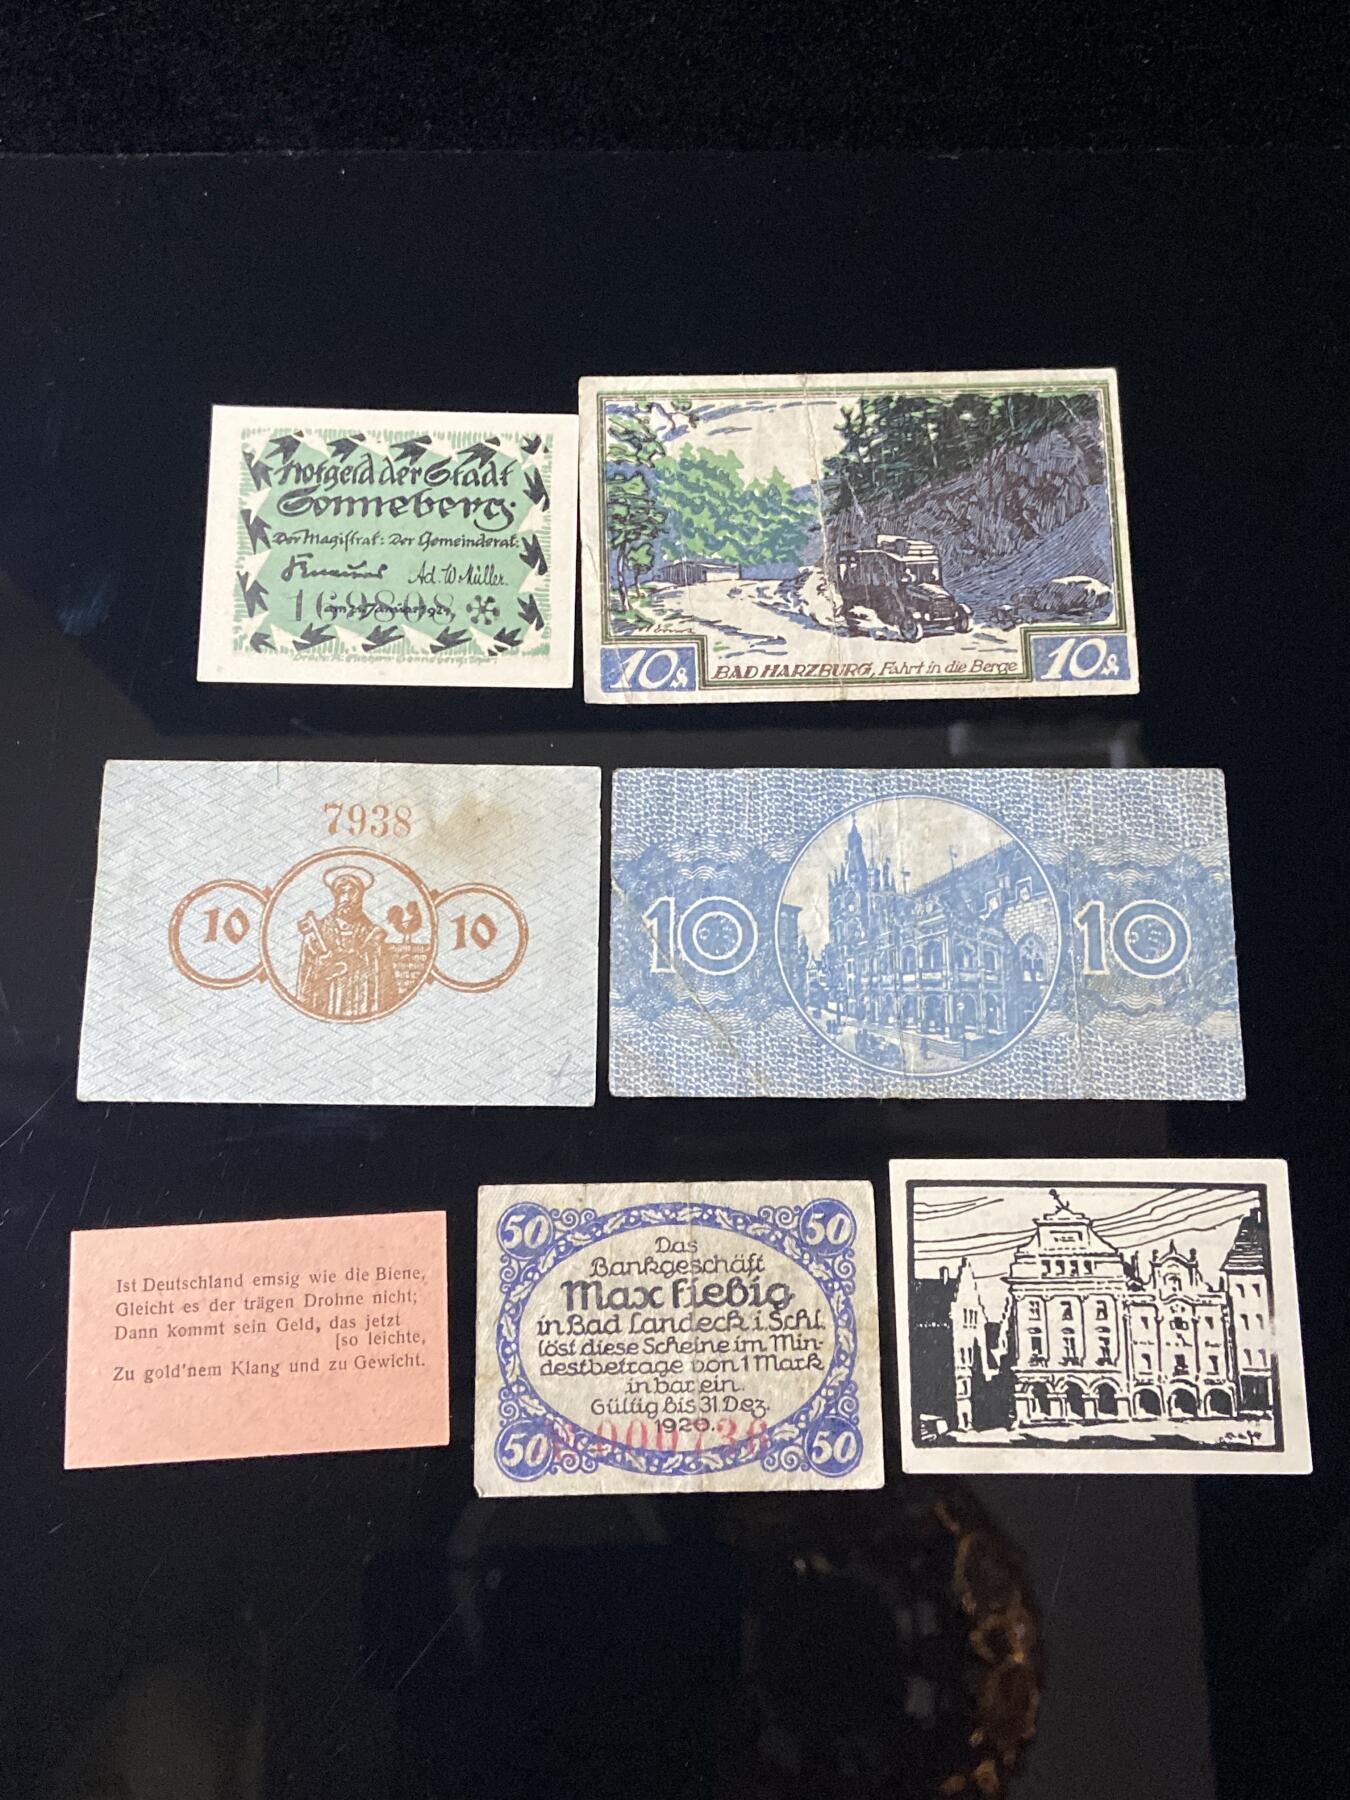 Notgeld der Stadt
Sonneberg.
Der Magistrat: Der Gemeinderat:
Ad. W. Müller.
169808
10 ₰ BAD HARZBURG, Fahrt in die Berge 10 ₰
7938
10 10
10 10
Ist Deutschland emsig wie die Biene,
Gleicht es der trägen Drohne nicht;
Dann kommt sein Geld, das jetzt
[so leichte,
Zu gold'nem Klang und zu Gewicht.
50 50
Das
Bankgeschäft
Max Fiebig
in Bad Landeck i. Schl.
löst diese Scheine im Min-
destbetrage von 1 Mark
in bar ein.
Gültig bis 31. Dez.
1920.
000736
50 50